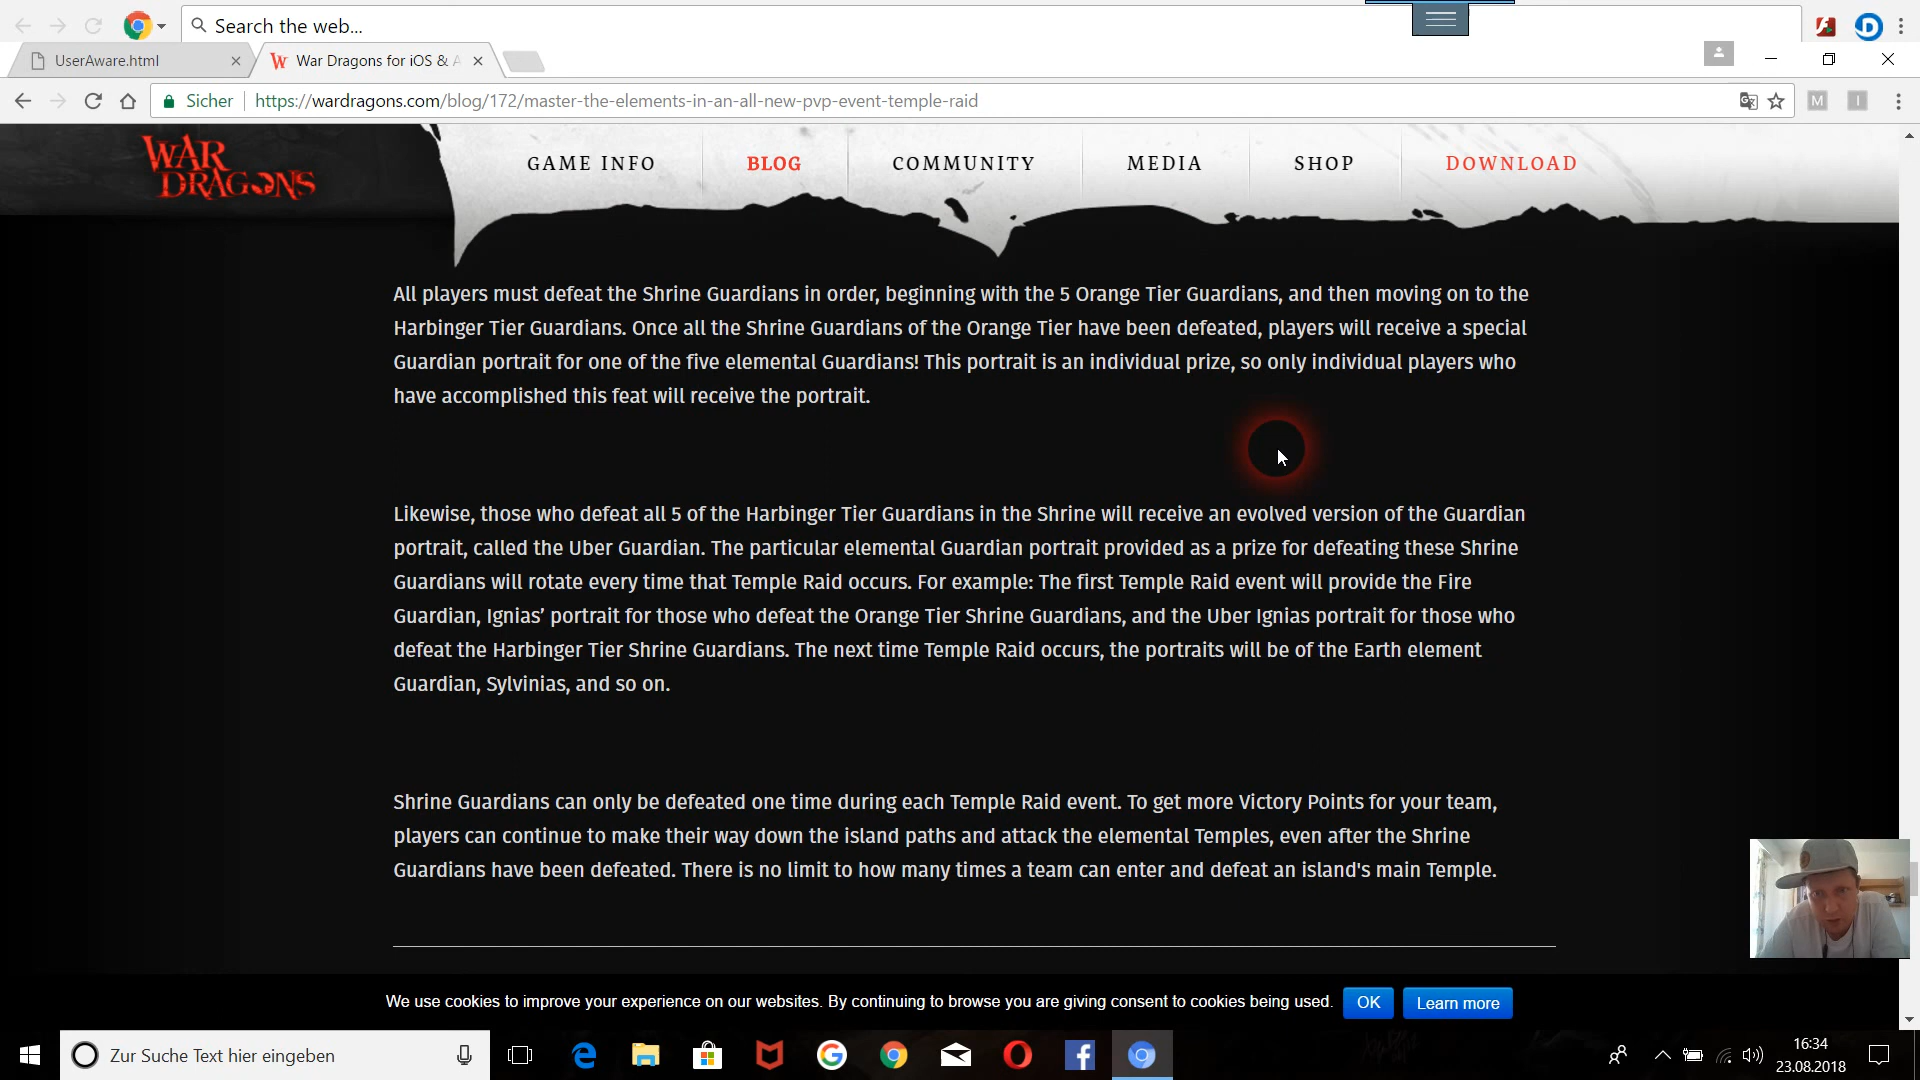 Search the web...
UserAware.html
War Dragons for iOS & A
Sicher
https://wardragons.com/blog/172/master-the-elements-in-an-all-new-pvp-event-temple-raid
M
I
WAR DRAGONS
GAME INFO
BLOG
COMMUNITY
MEDIA
SHOP
DOWNLOAD
All players must defeat the Shrine Guardians in order, beginning with the 5 Orange Tier Guardians, and then moving on to the
Harbinger Tier Guardians. Once all the Shrine Guardians of the Orange Tier have been defeated, players will receive a special
Guardian portrait for one of the five elemental Guardians! This portrait is an individual prize, so only individual players who
have accomplished this feat will receive the portrait.
Likewise, those who defeat all 5 of the Harbinger Tier Guardians in the Shrine will receive an evolved version of the Guardian
portrait, called the Uber Guardian. The particular elemental Guardian portrait provided as a prize for defeating these Shrine
Guardians will rotate every time that Temple Raid occurs. For example: The first Temple Raid event will provide the Fire
Guardian, Ignias’ portrait for those who defeat the Orange Tier Shrine Guardians, and the Uber Ignias portrait for those who
defeat the Harbinger Tier Shrine Guardians. The next time Temple Raid occurs, the portraits will be of the Earth element
Guardian, Sylvinias, and so on.
Shrine Guardians can only be defeated one time during each Temple Raid event. To get more Victory Points for your team,
players can continue to make their way down the island paths and attack the elemental Temples, even after the Shrine
Guardians have been defeated. There is no limit to how many times a team can enter and defeat an island's main Temple.
We use cookies to improve your experience on our websites. By continuing to browse you are giving consent to cookies being used.
OK
Learn more
Zur Suche Text hier eingeben
16:34
23.08.2018